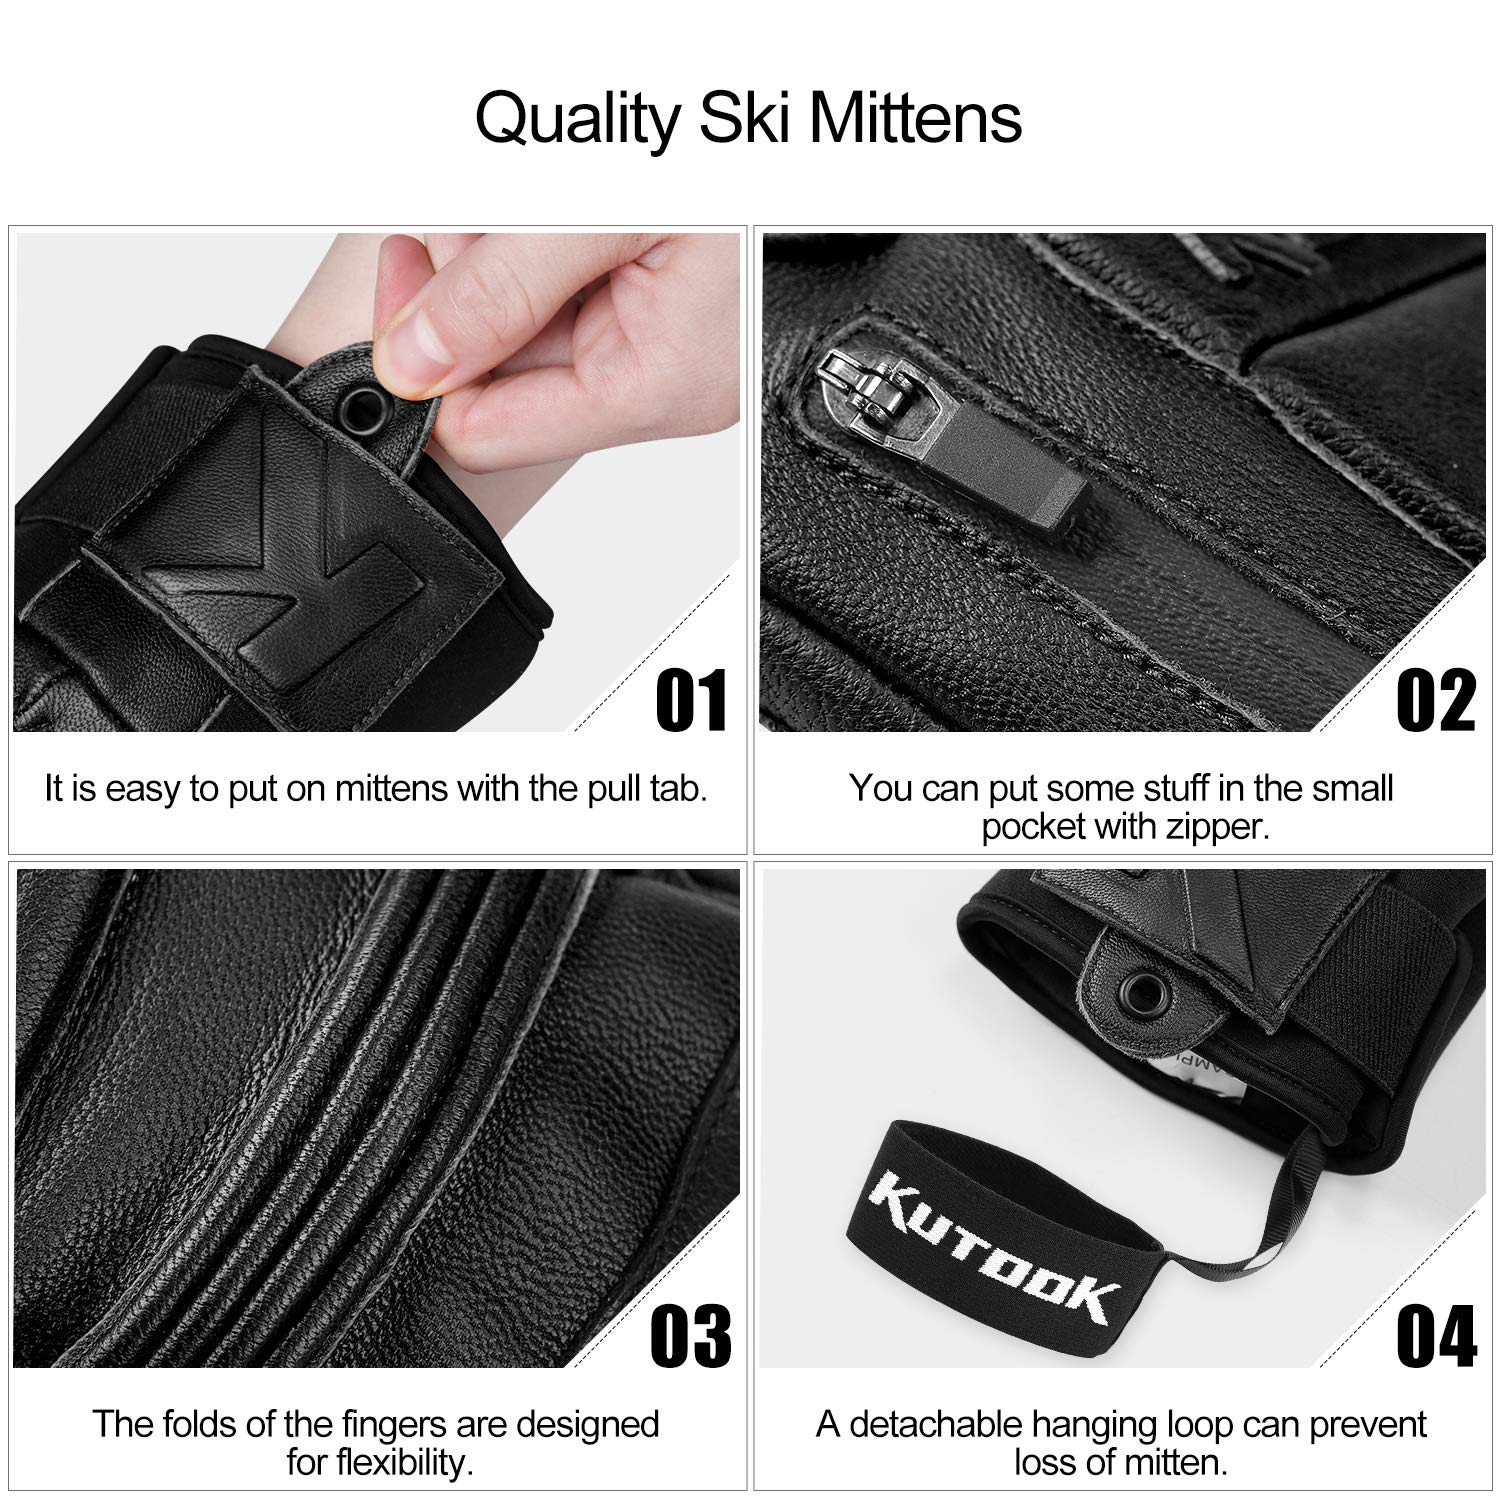 Quality Ski Mittens
01
It is easy to put on mittens with the pull tab.
02
You can put some stuff in the small
pocket with zipper.
03
The folds of the fingers are designed
for flexibility.
KUTOOK
04
A detachable hanging loop can prevent
loss of mitten.